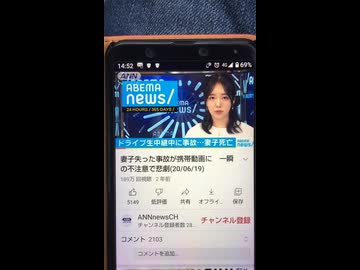 14:52
4G
69%
ANN
ABEMA
news/
24 HOURS / 365 DAYS
ABEMA
news/
ドライブ生中継中に事故…妻子死亡
妻子失った事故が携帯動画に 一瞬
の不注意で悲劇(20/06/19)
189万 回視聴・2 年前
5149
低評価
共有
オフライ...
保存
ANNnewsCH
チャンネル登録者数 28...
チャンネル登録
コメント 2103
コメントを追加...